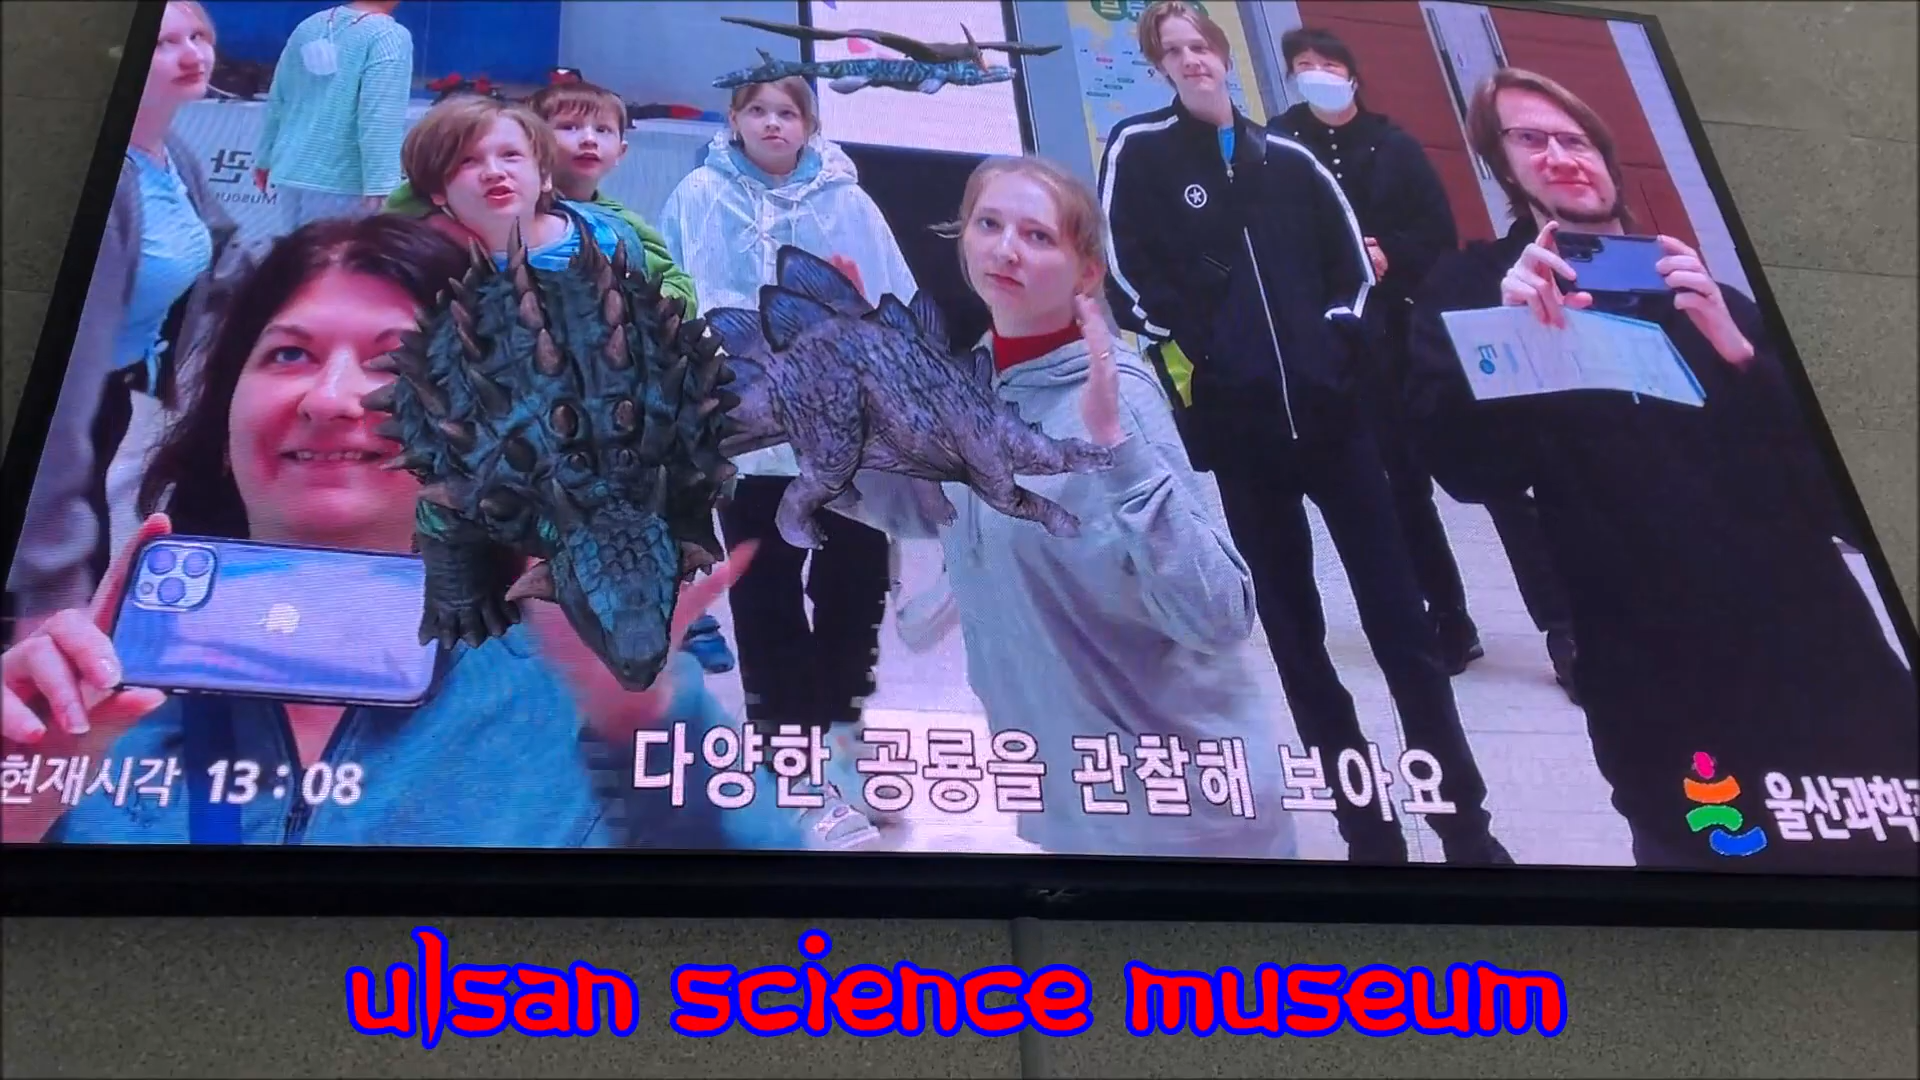 현재시각 13:08
다양한 공룡을 관찰해 보아요
울산과학관
ulsan science museum